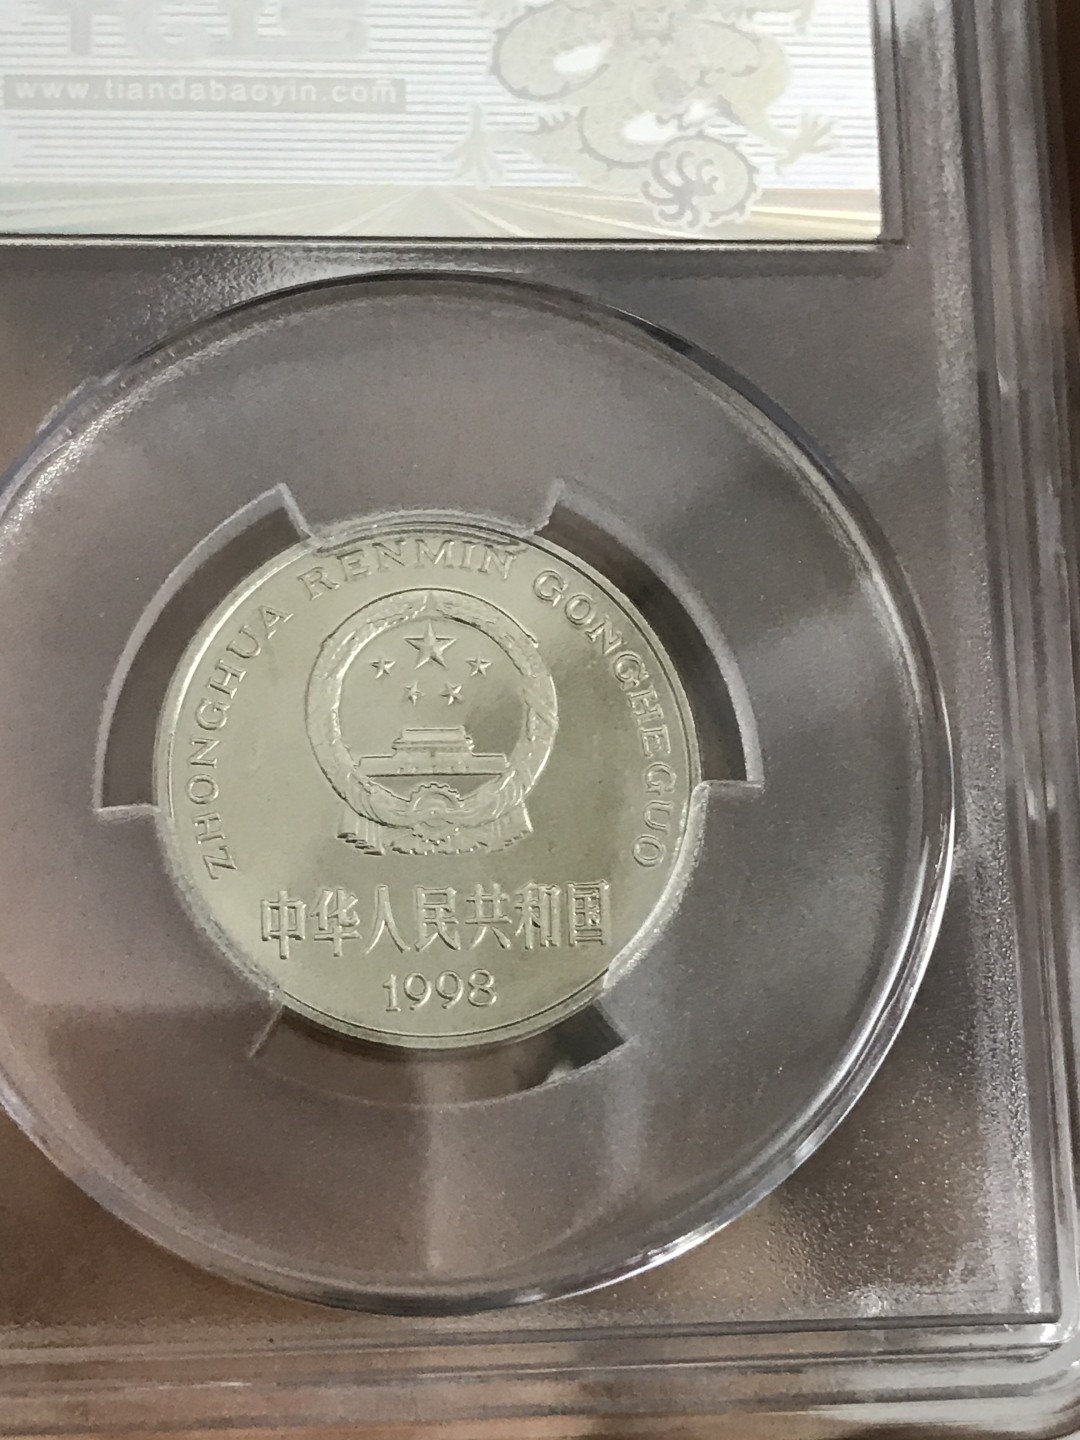 www.tiandabaoyin.com
ZHONGHUA RENMIN GONGHEGUO
中华人民共和国
1998